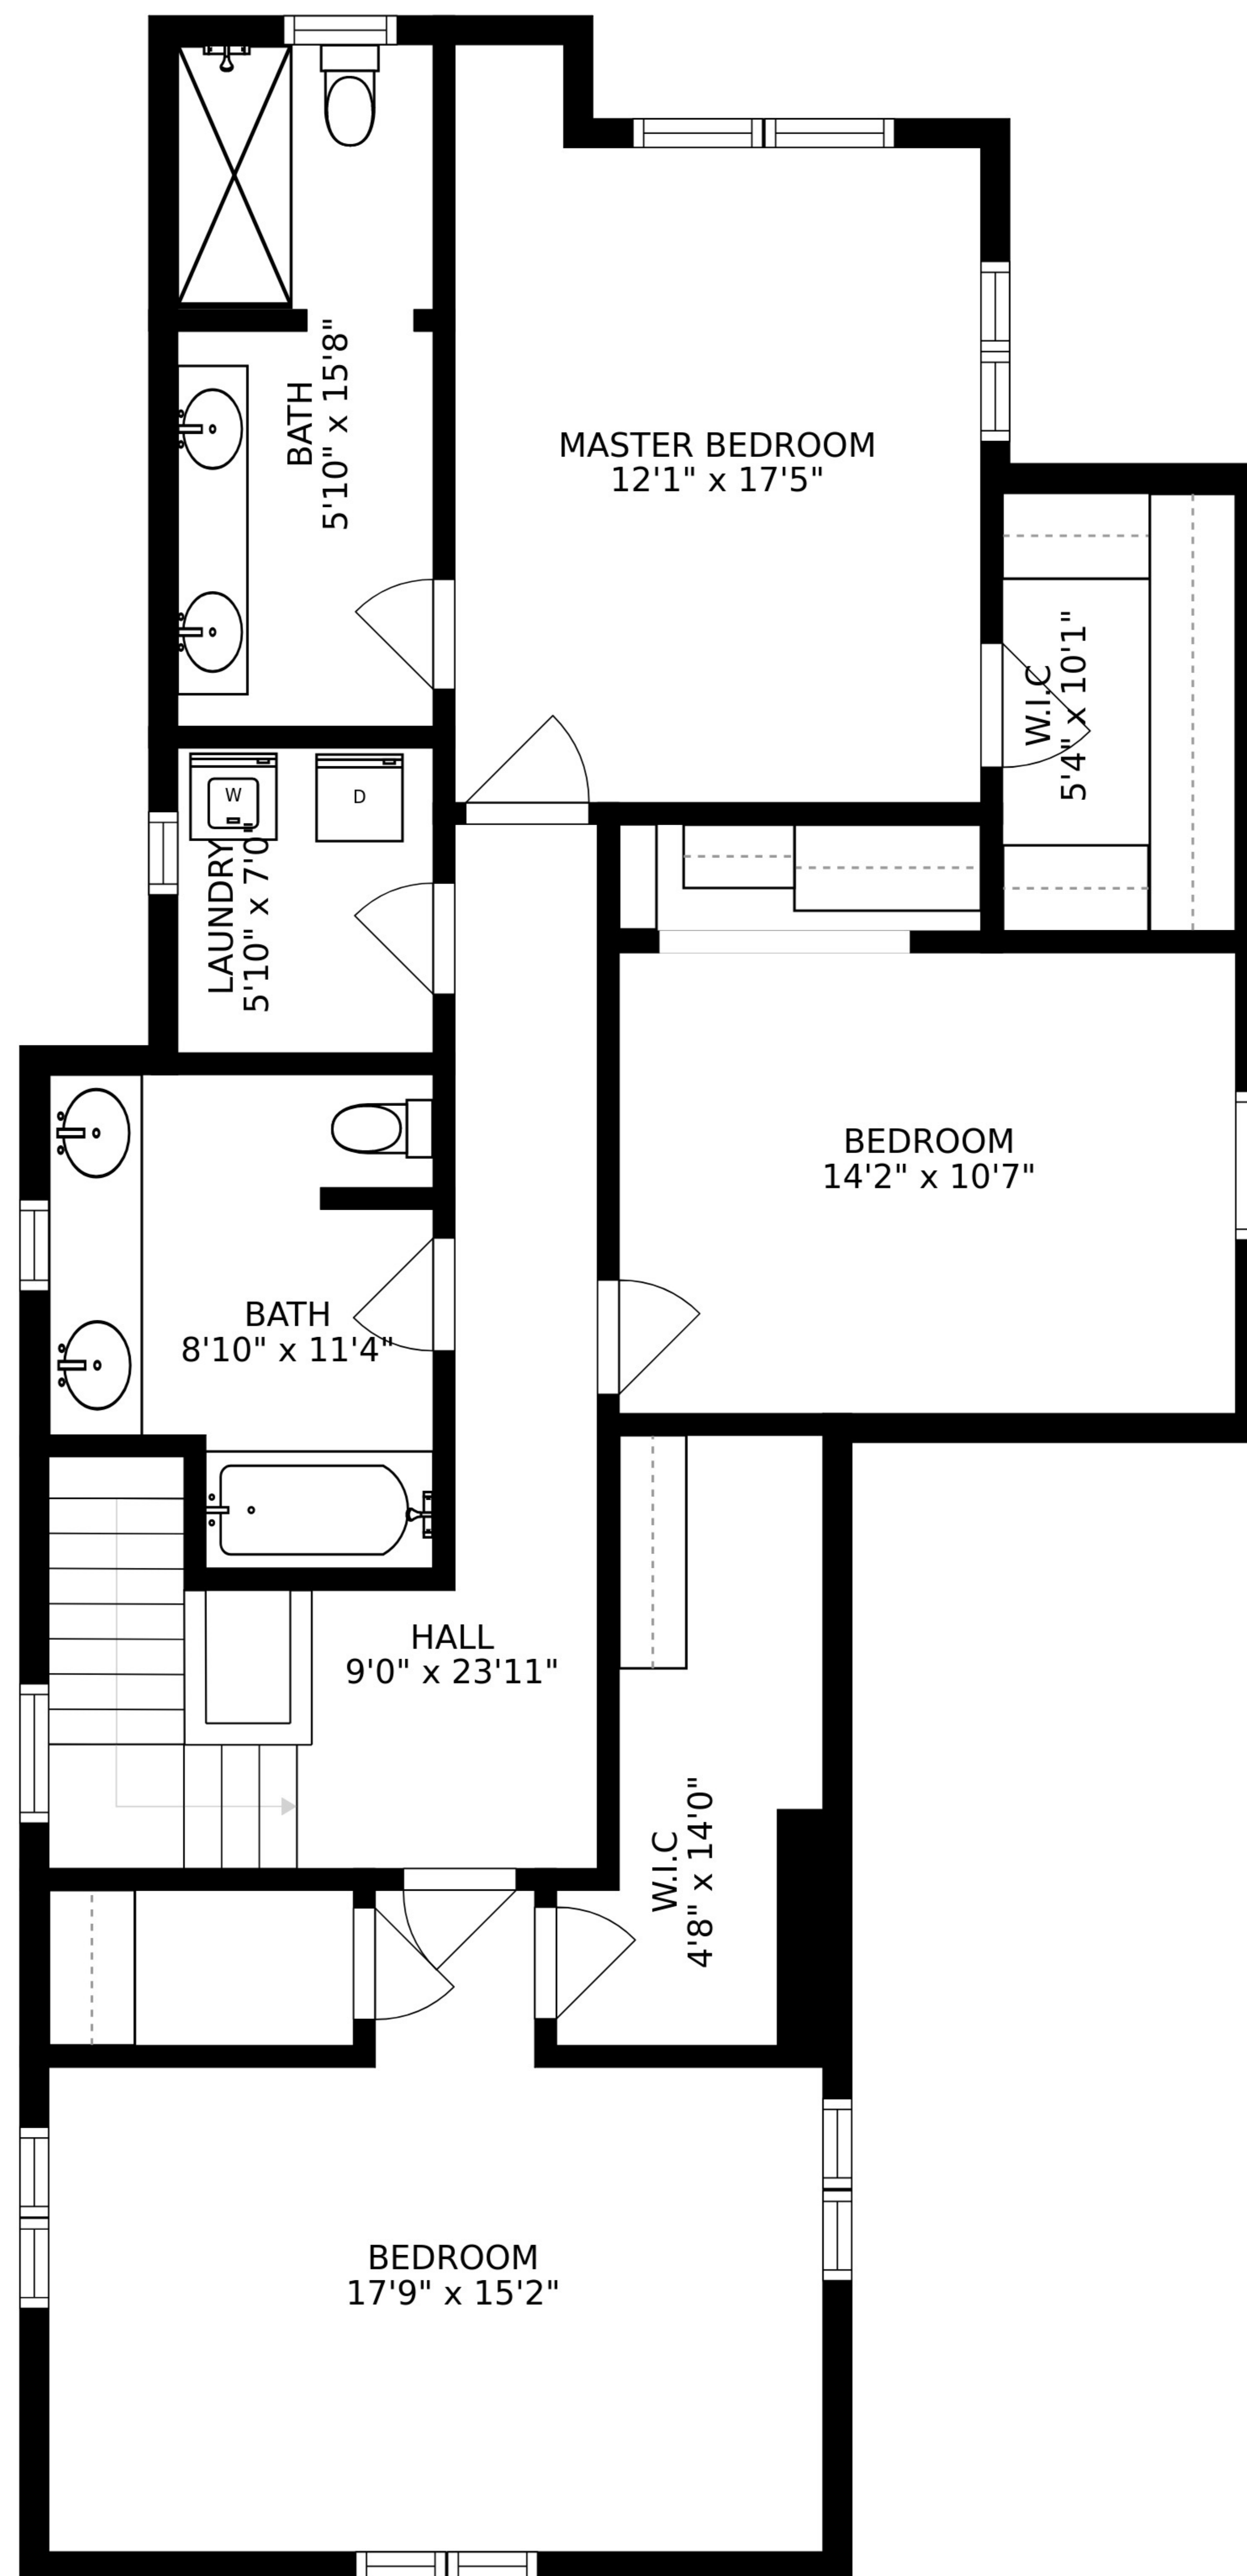 BATH
5'10" x 15'8"
MASTER BEDROOM
12'1" x 17'5"
W.I.C
5'4" x 10'1"
W
D
LAUNDRY
5'10" x 7'0"
BEDROOM
14'2" x 10'7"
BATH
8'10" x 11'4"
HALL
9'0" x 23'11"
W.I.C
4'8" x 14'0"
BEDROOM
17'9" x 15'2"